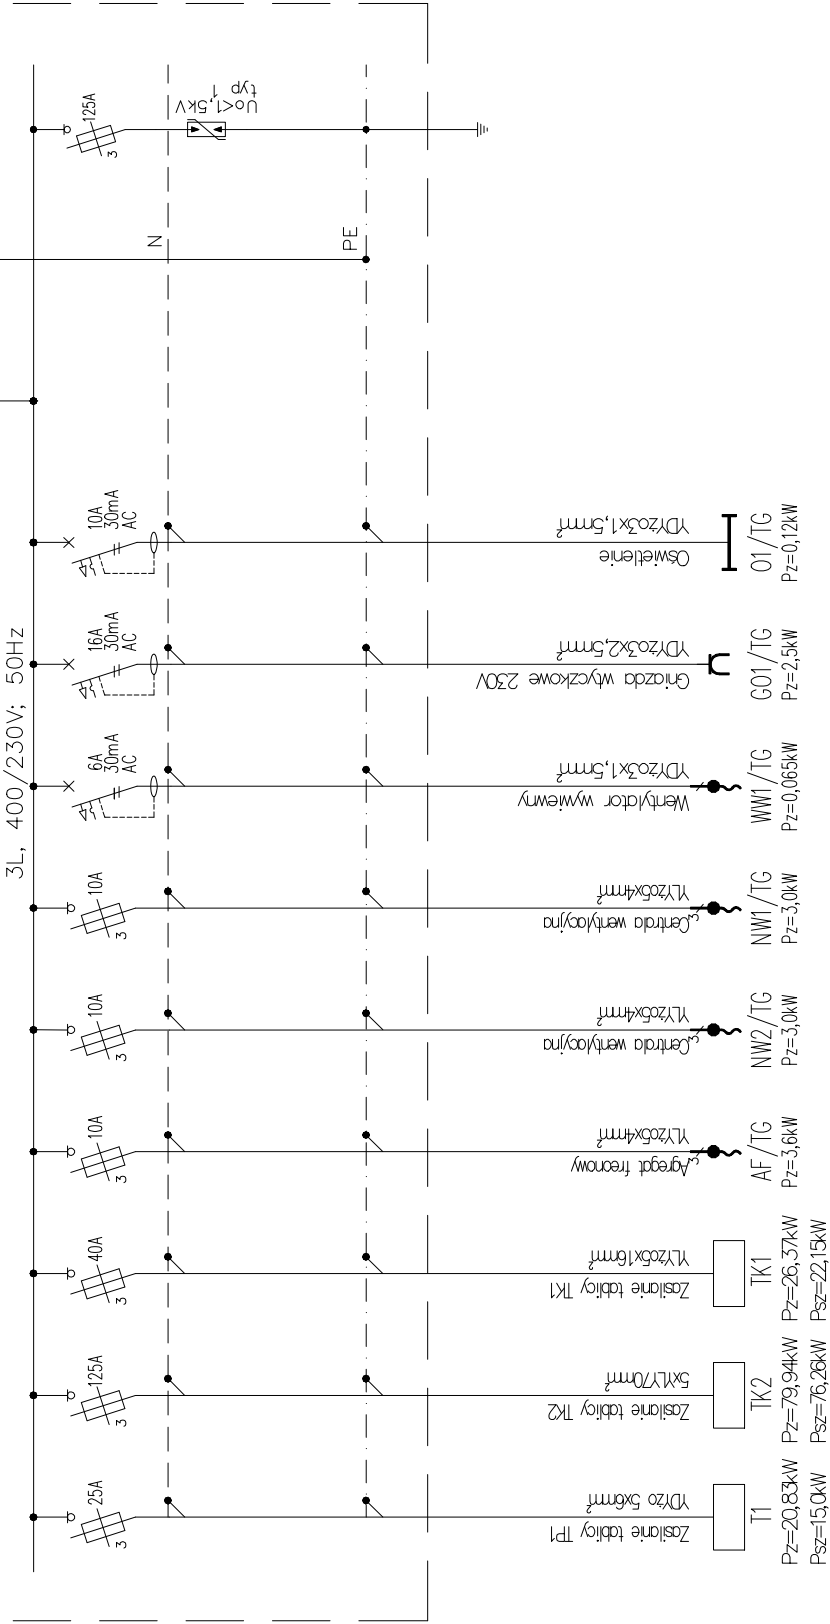 125A
3
Uo<1,5kV
typ 1
N
PE
3L, 400/230V; 50Hz
10A
30mA
AC
YDYżo3x1,5mm²
Oświetlenie
O1/TG
Pz=0,12kW
16A
30mA
AC
YDYżo3x2,5mm²
Gniazda wtyczkowe 230V
GO1/TG
Pz=2,5kW
6A
30mA
AC
YDYżo3x1,5mm²
Wentylator wywiewny
WW1/TG
Pz=0,065kW
10A
3
YLYżo5x4mm²
Centrala wentylacyjna
3
NW1/TG
Pz=3,0kW
10A
3
YLYżo5x4mm²
Centrala wentylacyjna
3
NW2/TG
Pz=3,0kW
10A
3
YLYżo5x4mm²
Agregat freonowy
3
AF/TG
Pz=3,6kW
40A
3
YLYżo5x16mm²
Zasilanie tablicy TK1
TK1
Pz=26,37kW
Psz=22,15kW
125A
3
5xYLY70mm²
Zasilanie tablicy TK2
TK2
Pz=79,94kW
Psz=76,26kW
25A
3
YDYżo 5x6mm²
Zasilanie tablicy TP1
T1
Pz=20,83kW
Psz=15,0kW